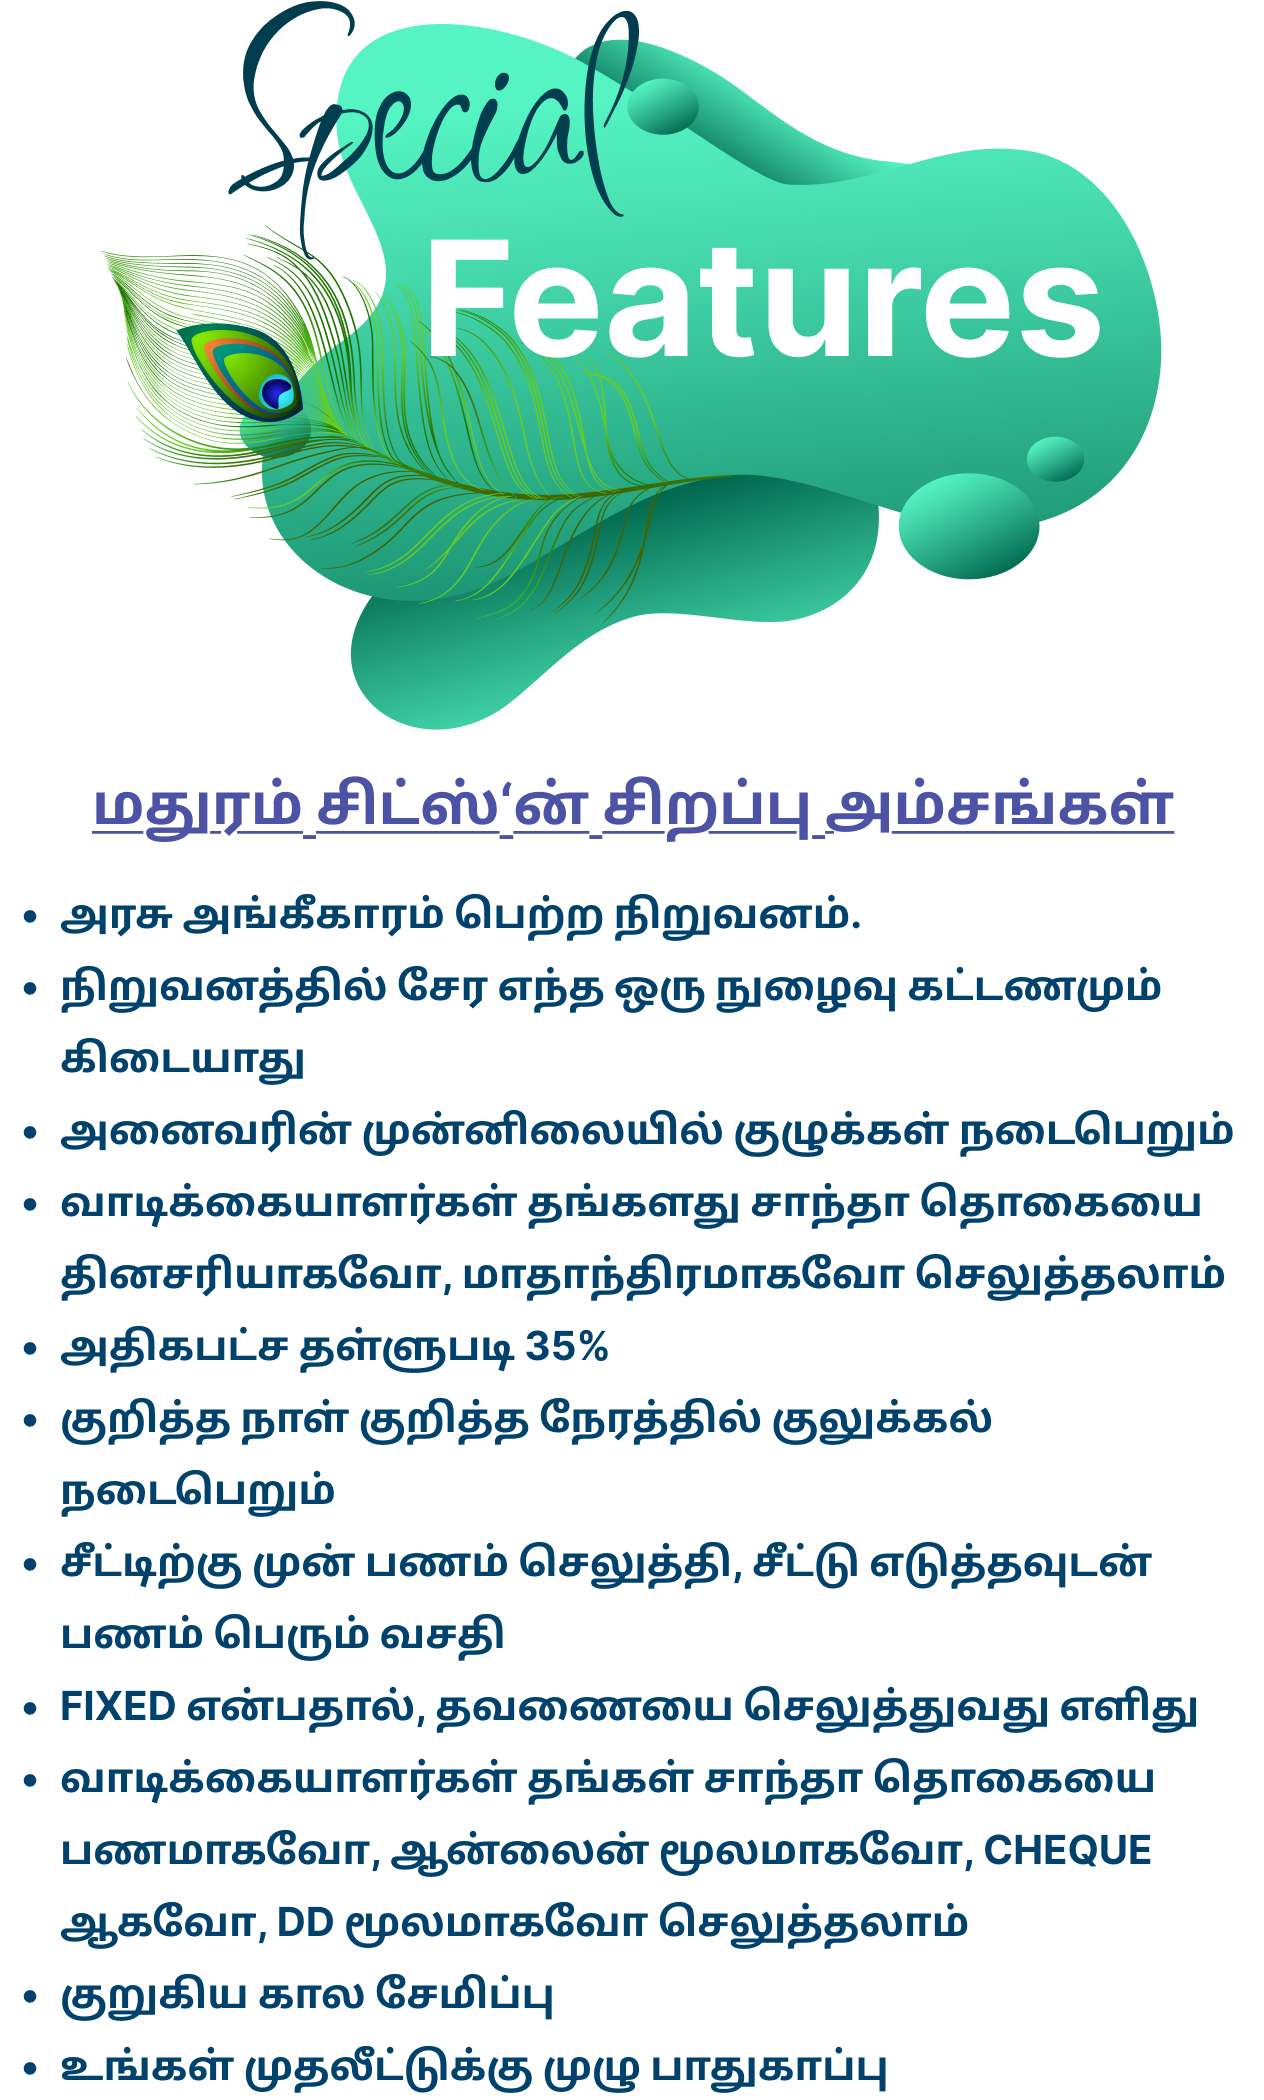 Special
Features
மதுரம் சிட்ஸ்‘ன் சிறப்பு அம்சங்கள்
• அரசு அங்கீகாரம் பெற்ற நிறுவனம்.
• நிறுவனத்தில் சேர எந்த ஒரு நுழைவு கட்டணமும்
கிடையாது
• அனைவரின் முன்னிலையில் குழுக்கள் நடைபெறும்
• வாடிக்கையாளர்கள் தங்களது சாந்தா தொகையை
தினசரியாகவோ, மாதாந்திரமாகவோ செலுத்தலாம்
• அதிகபட்ச தள்ளுபடி 35%
• குறித்த நாள் குறித்த நேரத்தில் குலுக்கல்
நடைபெறும்
• சீட்டிற்கு முன் பணம் செலுத்தி, சீட்டு எடுத்தவுடன்
பணம் பெரும் வசதி
• FIXED என்பதால், தவணையை செலுத்துவது எளிது
• வாடிக்கையாளர்கள் தங்கள் சாந்தா தொகையை
பணமாகவோ, ஆன்லைன் மூலமாகவோ, CHEQUE
ஆகவோ, DD மூலமாகவோ செலுத்தலாம்
• குறுகிய கால சேமிப்பு
• உங்கள் முதலீட்டுக்கு முழு பாதுகாப்பு